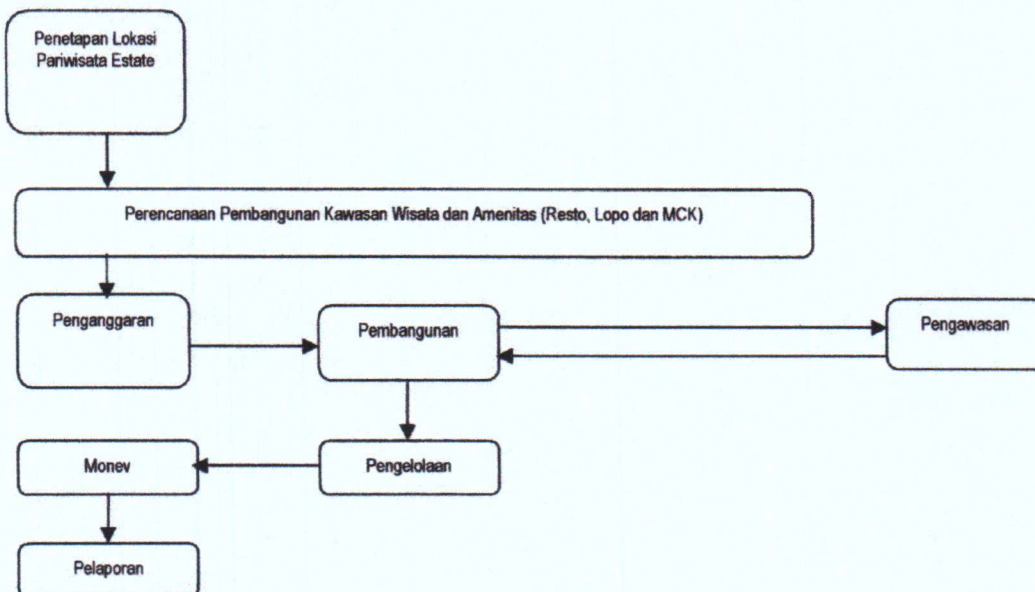 Penetapan Lokasi
Pariwisata Estate
Perencanaan Pembangunan Kawasan Wisata dan Amenitas (Resto, Lopo dan MCK)
Penganggaran
Pembangunan
Pengawasan
Monev
Pengelolaan
Pelaporan